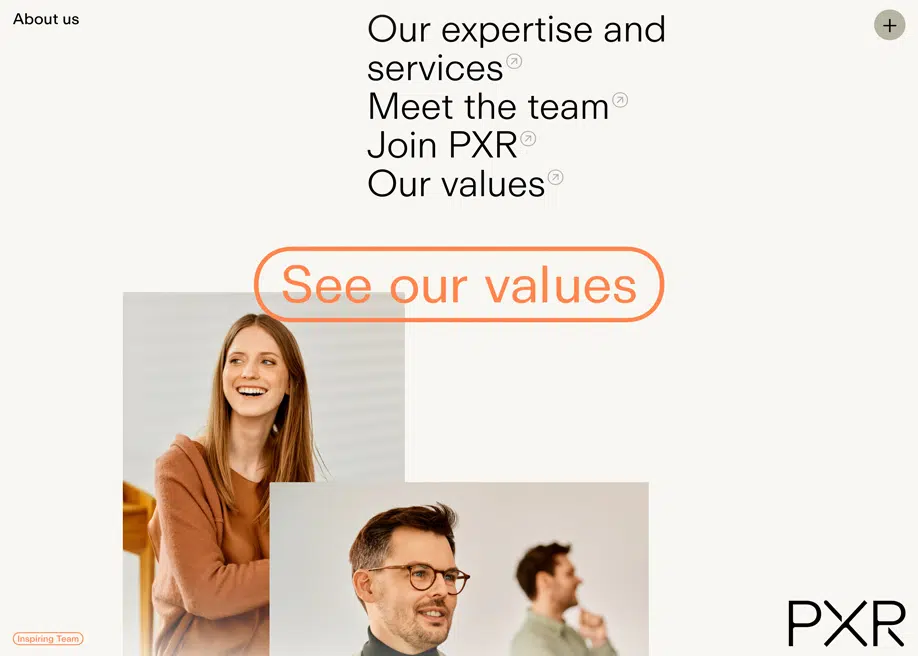 About us
Our expertise and
services
Meet the team
Join PXR
Our values
See our values
Inspiring Team
PXR